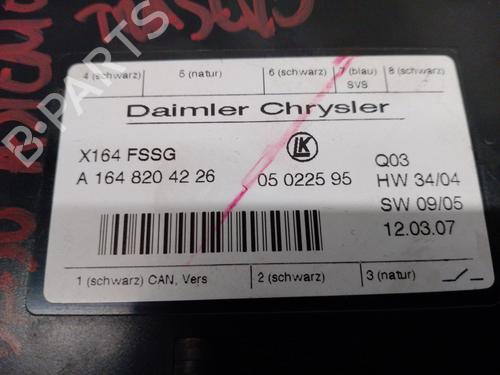 4 (schwarz)
5 (natur)
6 (schwarz)
7 (blau)
SVS
8 (schwarz)
Daimler Chrysler
X164 FSSG
LK
A 164 820 42 26
05 0225 95
Q03
HW 34/04
SW 09/05
12.03.07
1 (schwarz) CAN, Vers
2 (schwarz)
3 (natur)
B-PARTS